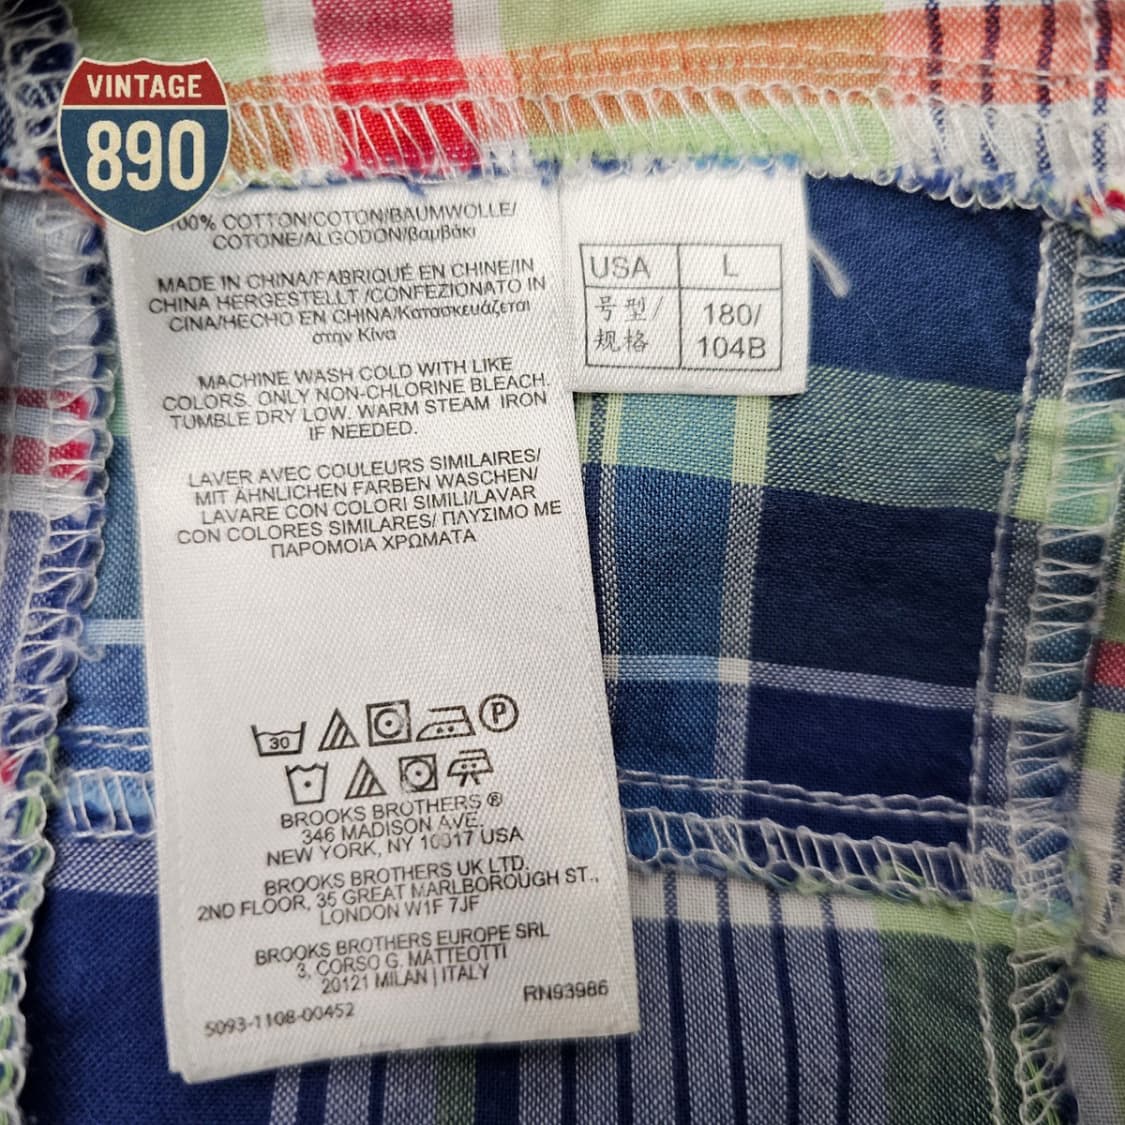 VINTAGE
890
100% COTTON/COTON/BAUMWOLLE/
COTONE/ALGODON/βαμβάκι
MADE IN CHINA/FABRIQUÉ EN CHINE/IN
CHINA HERGESTELLT /CONFEZIONATO IN
CINA/HECHO EN CHINA/Κατασκευάζεται
στην Κίνα
MACHINE WASH COLD WITH LIKE
COLORS. ONLY NON-CHLORINE BLEACH.
TUMBLE DRY LOW. WARM STEAM IRON
IF NEEDED.
LAVER AVEC COULEURS SIMILAIRES/
MIT ÄHNLICHEN FARBEN WASCHEN/
LAVARE CON COLORI SIMILI/LAVAR
CON COLORES SIMILARES/ ΠΛΥΣΙΜΟ ΜΕ
ΠΑΡΟΜΟΙΑ ΧΡΩΜΑΤΑ
30 P
BROOKS BROTHERS ®
346 MADISON AVE.
NEW YORK, NY 10017 USA
BROOKS BROTHERS UK LTD.
2ND FLOOR, 35 GREAT MARLBOROUGH ST.,
LONDON W1F 7JF
BROOKS BROTHERS EUROPE SRL
3, CORSO G. MATTEOTTI
20121 MILAN | ITALY
RN93986
5093-1108-00452
USA L
号型/ 180/
规格 104B